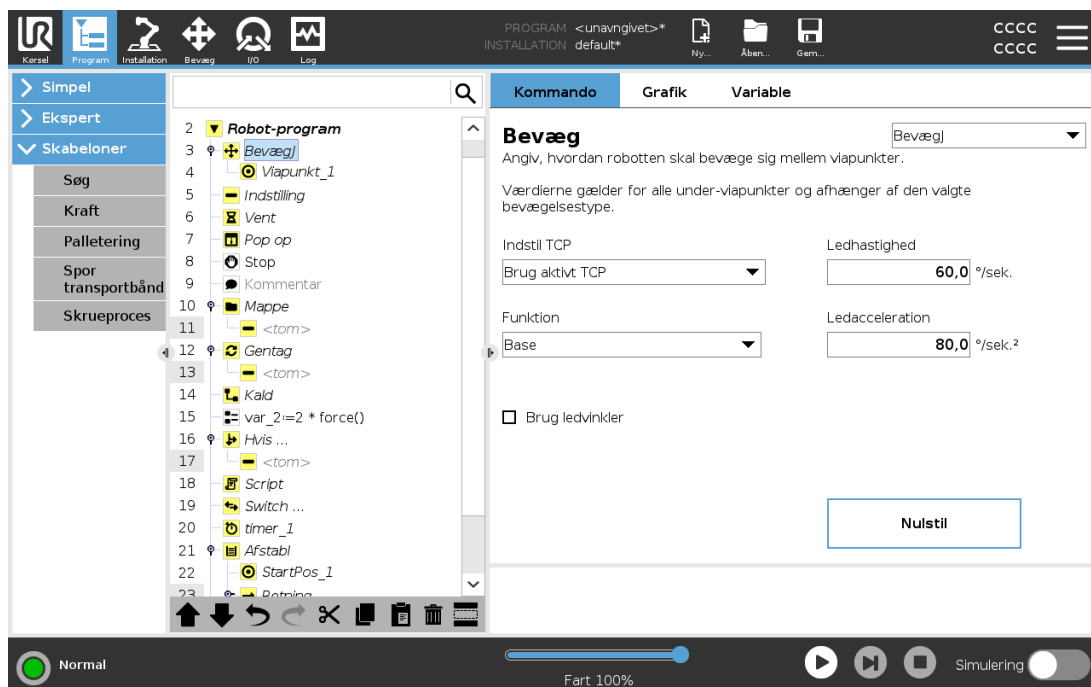 PROGRAM <unavngivet>*
INSTALLATION default*
CCCC
CCCC
Kørsel
Program
Installation
Bevæg
I/O
Log
Ny...
Åben...
Gem...
Simpel
Ekspert
Skabeloner
Søg
Kraft
Palletering
Spor
transportbånd
Skrueproces
2 Robot-program
3 BevægJ
4 Viapunkt_1
5 Indstilling
6 Vent
7 Pop op
8 Stop
9 Kommentar
10 Mappe
11 <tom>
12 Gentag
13 <tom>
14 Kald
15 var_2:=2 * force()
16 Hvis ...
17 <tom>
18 Script
19 Switch ...
20 timer_1
21 Afstabl
22 StartPos_1
23 Retning
Kommando
Grafik
Variable
Bevæg
BevægJ
Angiv, hvordan robotten skal bevæge sig mellem viapunkter.
Værdierne gælder for alle under-viapunkter og afhænger af den valgte
bevægelsestype.
Indstil TCP
Ledhastighed
Brug aktivt TCP
60,0 °/sek.
Funktion
Ledacceleration
Base
80,0 °/sek.²
Brug ledvinkler
Nulstil
Normal
Fart 100%
Simulering